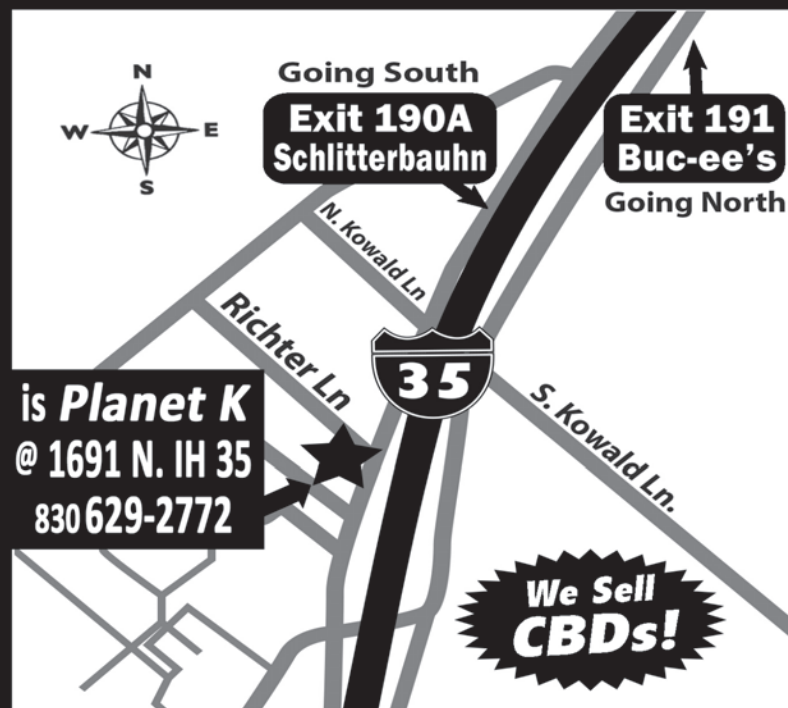 N
W E
S
Going South
Exit 190A
Schlitterbauhn
Exit 191
Buc-ee's
Going North
N. Kowald Ln
Richter Ln
35
S. Kowald Ln.
is Planet K
@ 1691 N. IH 35
830 629-2772
We Sell
CBDs!